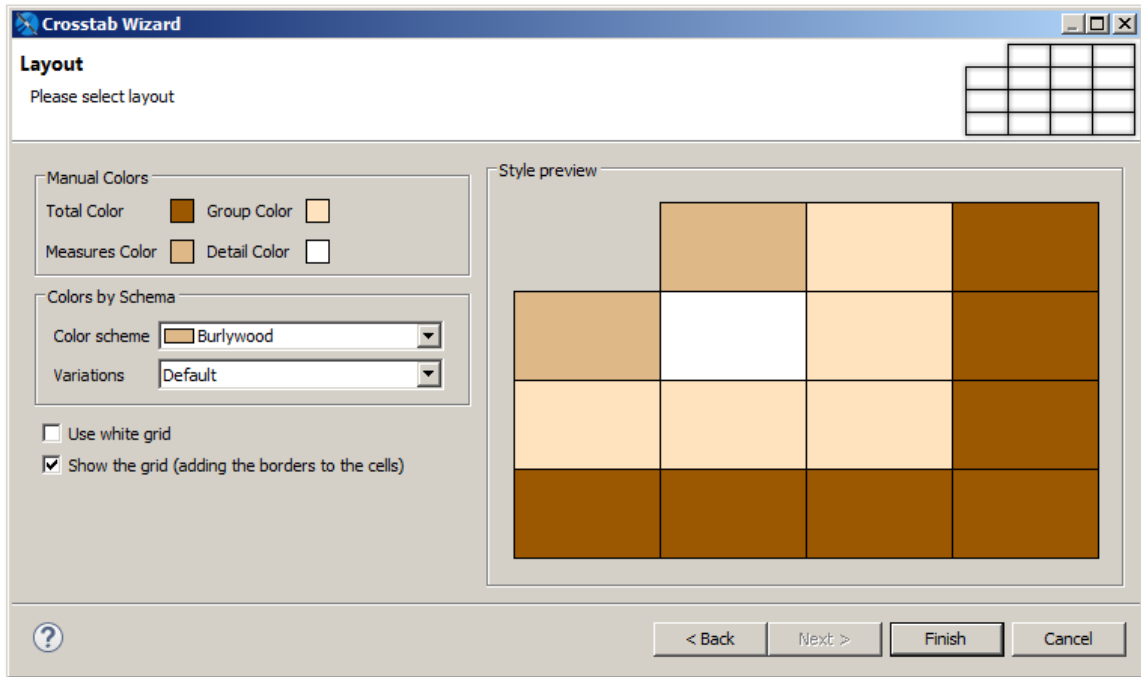 Crosstab Wizard
Layout
Please select layout
Manual Colors
Total Color Group Color
Measures Color Detail Color
Colors by Schema
Color scheme Burlywood
Variations Default
Use white grid
Show the grid (adding the borders to the cells)
Style preview
? < Back Next > Finish Cancel